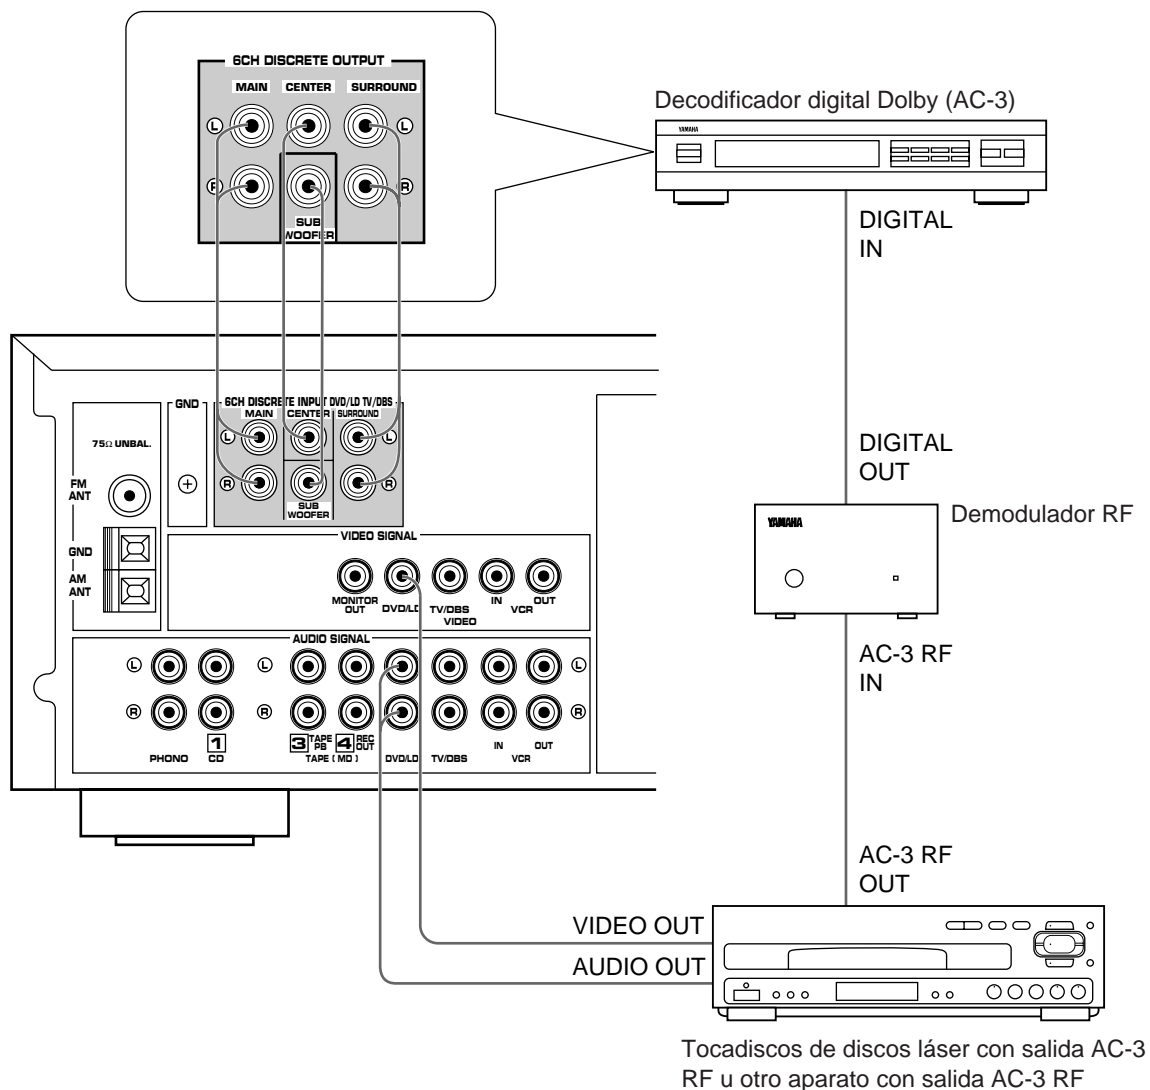 6CH DISCRETE OUTPUT
MAIN CENTER SURROUND
L L
R R
SUB
WOOFER
Decodificador digital Dolby (AC-3)
YAMAHA
DIGITAL
IN
6CH DISCRETE INPUT DVD/LD TV/DBS
MAIN CENTER SURROUND
L L
R R
SUB
WOOFER
GND
75Ω UNBAL.
FM
ANT
GND
AM
ANT
DIGITAL
OUT
YAMAHA
Demodulador RF
VIDEO SIGNAL
MONITOR
OUT
DVD/LD
TV/DBS
VIDEO
IN OUT
VCR
AC-3 RF
IN
AUDIO SIGNAL
L L L
R R R
PHONO
1
CD
3 TAPE
PB
4 REC
OUT
TAPE (MD)
DVD/LD
TV/DBS
IN OUT
VCR
AC-3 RF
OUT
VIDEO OUT
AUDIO OUT
Tocadiscos de discos láser con salida AC-3
RF u otro aparato con salida AC-3 RF